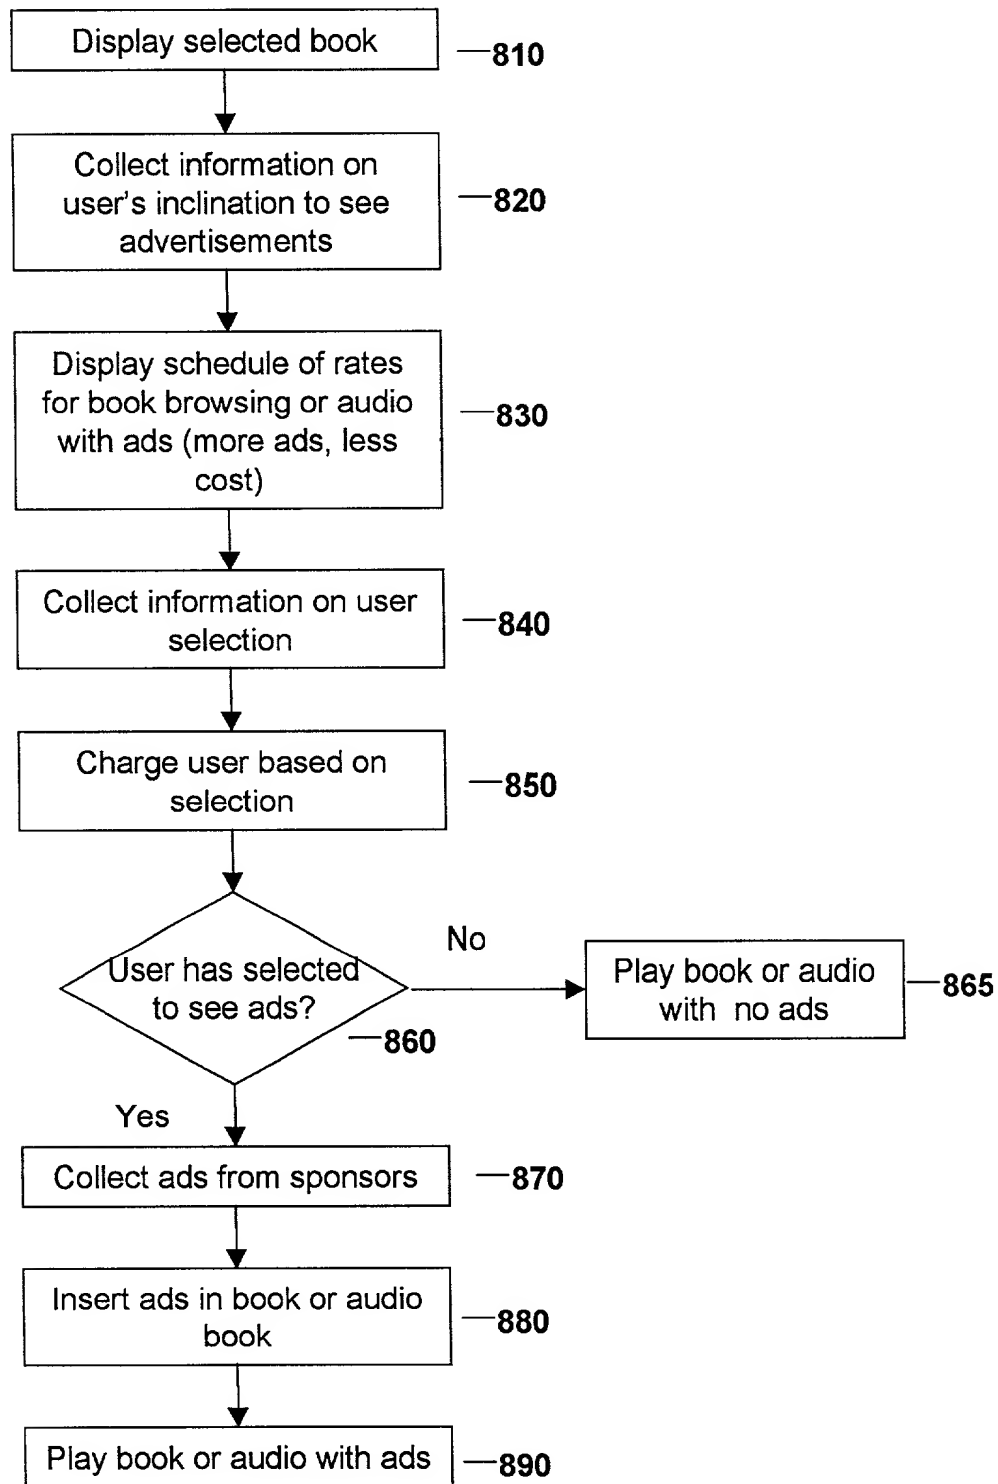 Display selected book
810
Collect information on
user's inclination to see
advertisements
820
Display schedule of rates
for book browsing or audio
with ads (more ads, less
cost)
830
Collect information on user
selection
840
Charge user based on
selection
850
User has selected
to see ads?
860
No
Play book or audio
with no ads
865
Yes
Collect ads from sponsors
870
Insert ads in book or audio
book
880
Play book or audio with ads
890